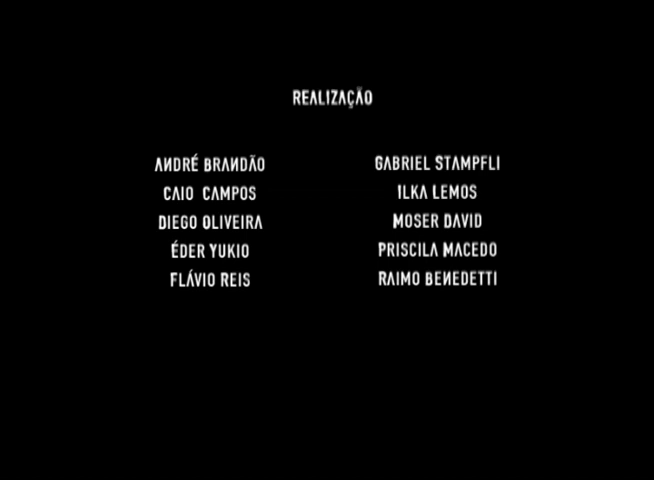 REALIZAÇÃO
ANDRÉ BRANDÃO
CAIO CAMPOS
DIEGO OLIVEIRA
ÉDER YUKIO
FLÁVIO REIS
GABRIEL STAMPFLI
ILKA LEMOS
MOSER DAVID
PRISCILA MACEDO
RAIMO BENEDETTI